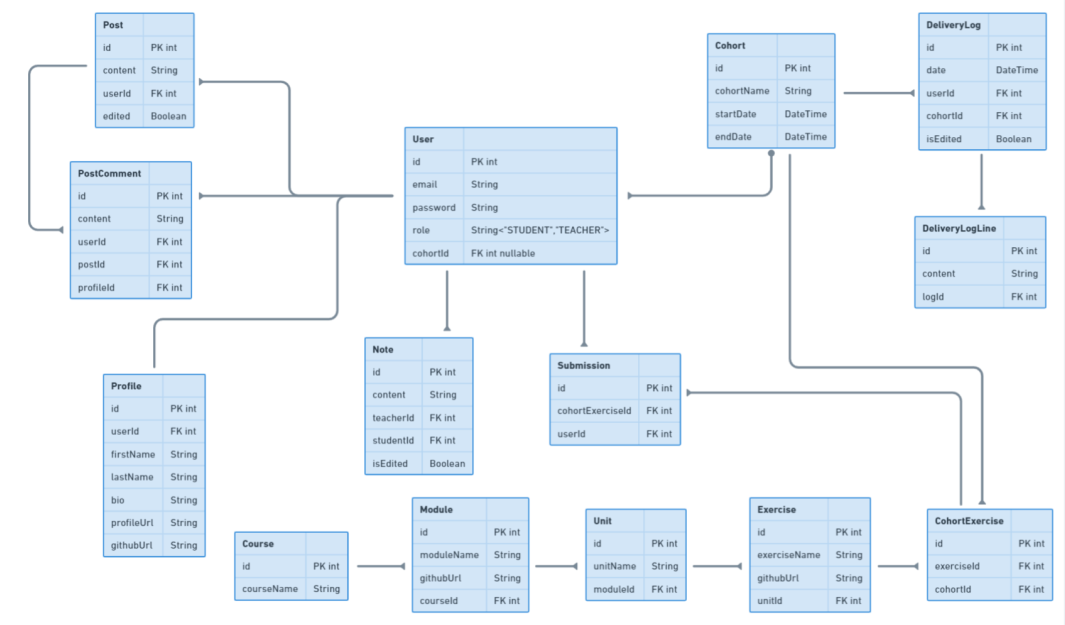 Post
id PK int
content String
userId FK int
edited Boolean
PostComment
id PK int
content String
userId FK int
postId FK int
profileId FK int
Profile
id PK int
userId FK int
firstName String
lastName String
bio String
profileUrl String
githubUrl String
User
id PK int
email String
password String
role String<"STUDENT","TEACHER">
cohortId FK int nullable
Note
id PK int
content String
teacherId FK int
studentId FK int
isEdited Boolean
Submission
id PK int
cohortExerciseId FK int
userId FK int
Cohort
id PK int
cohortName String
startDate DateTime
endDate DateTime
DeliveryLog
id PK int
date DateTime
userId FK int
cohortId FK int
isEdited Boolean
DeliveryLogLine
id PK int
content String
logId FK int
Course
id PK int
courseName String
Module
id PK int
moduleName String
githubUrl String
courseId FK int
Unit
id PK int
unitName String
moduleId FK int
Exercise
id PK int
exerciseName String
githubUrl String
unitId FK int
CohortExercise
id PK int
exerciseId FK int
cohortId FK int